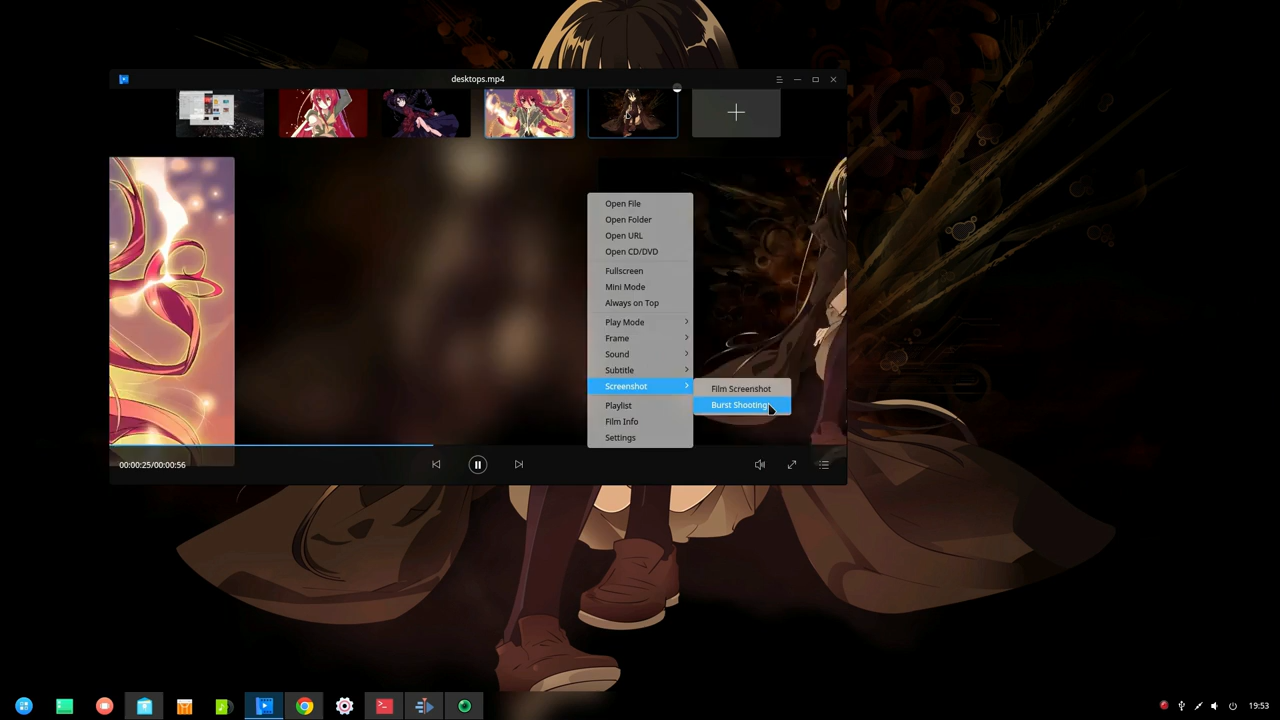 desktops.mp4
Open File
Open Folder
Open URL
Open CD/DVD
Fullscreen
Mini Mode
Always on Top
Play Mode
Frame
Sound
Subtitle
Screenshot
Film Screenshot
Burst Shooting
Playlist
Film Info
Settings
00:00:25/00:00:56
19:53